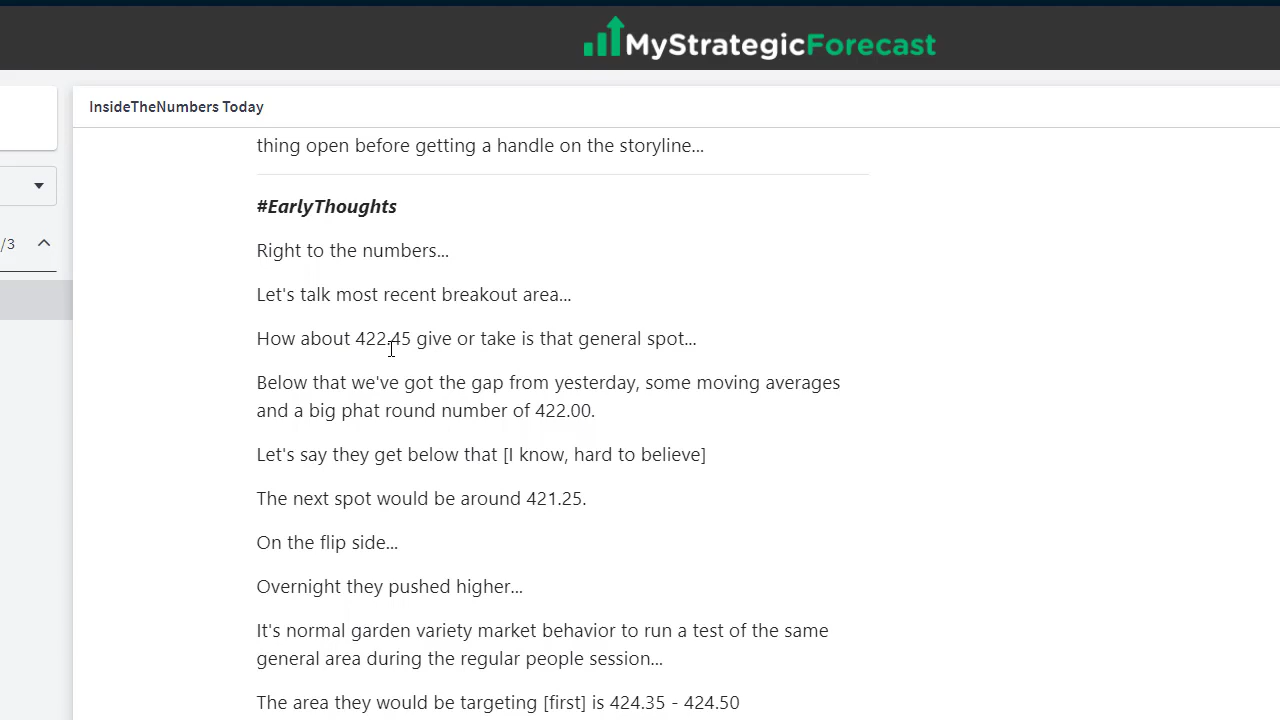 MyStrategicForecast
InsideTheNumbers Today
thing open before getting a handle on the storyline...
/3
#EarlyThoughts
Right to the numbers...
Let's talk most recent breakout area...
How about 422.45 give or take is that general spot...
Below that we've got the gap from yesterday, some moving averages
and a big phat round number of 422.00.
Let's say they get below that [I know, hard to believe]
The next spot would be around 421.25.
On the flip side...
Overnight they pushed higher...
It's normal garden variety market behavior to run a test of the same
general area during the regular people session...
The area they would be targeting [first] is 424.35 - 424.50